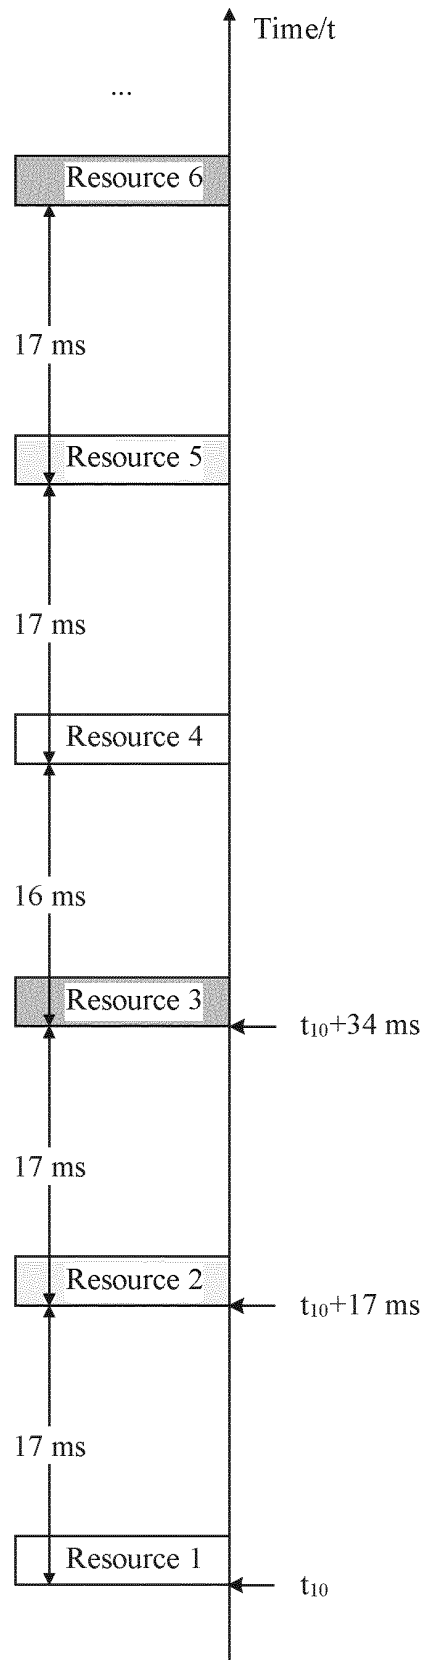 Time/t
...
Resource 6
17 ms
Resource 5
17 ms
Resource 4
16 ms
Resource 3
t₁₀+34 ms
17 ms
Resource 2
t₁₀+17 ms
17 ms
Resource 1
t₁₀